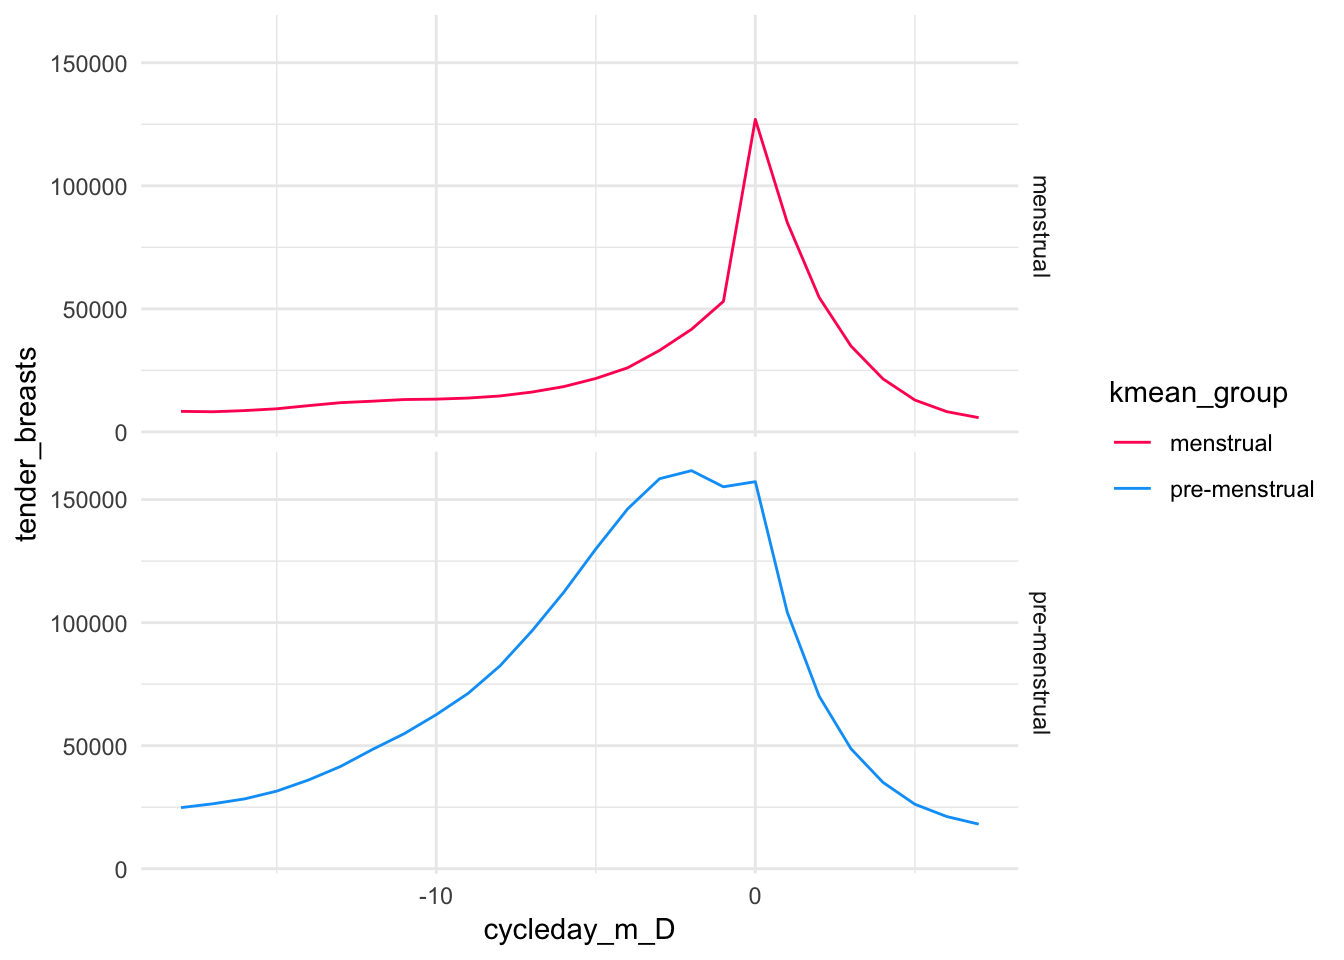 150000
100000
50000
0
menstrual
150000
100000
50000
0
pre-menstrual
-10
0
cycleday_m_D
tender_breasts
kmean_group
menstrual
pre-menstrual